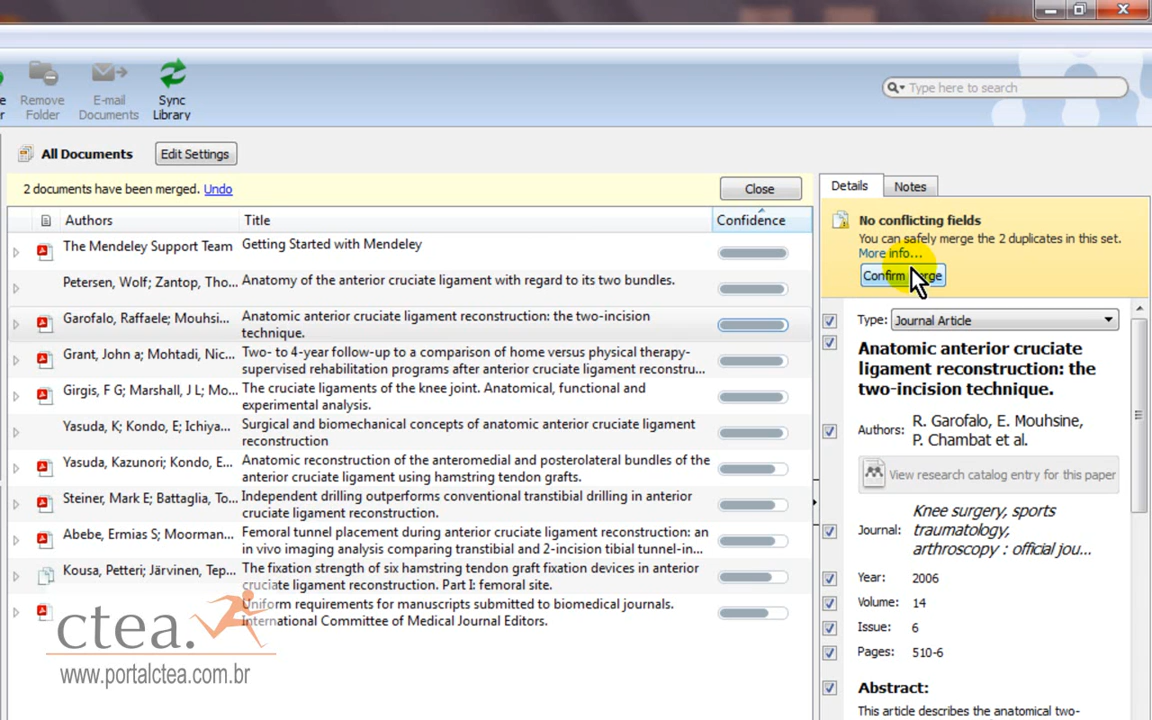 Remove
Folder
E-mail
Documents
Sync
Library
Type here to search
All Documents
Edit Settings
2 documents have been merged. Undo
Close
Authors
Title
Confidence
The Mendeley Support Team
Getting Started with Mendeley
Petersen, Wolf; Zantop, Tho...
Anatomy of the anterior cruciate ligament with regard to its two bundles.
Garofalo, Raffaele; Mouhsi...
Anatomic anterior cruciate ligament reconstruction: the two-incision
technique.
Grant, John a; Mohtadi, Nic...
Two- to 4-year follow-up to a comparison of home versus physical therapy-
supervised rehabilitation programs after anterior cruciate ligament reconstru...
Girgis, F G; Marshall, J L; Mo...
The cruciate ligaments of the knee joint. Anatomical, functional and
experimental analysis.
Yasuda, K; Kondo, E; Ichiya...
Surgical and biomechanical concepts of anatomic anterior cruciate ligament
reconstruction
Yasuda, Kazunori; Kondo, E...
Anatomic reconstruction of the anteromedial and posterolateral bundles of the
anterior cruciate ligament using hamstring tendon grafts.
Steiner, Mark E; Battaglia, To...
Independent drilling outperforms conventional transtibial drilling in anterior
cruciate ligament reconstruction.
Abebe, Ermias S; Moorman...
Femoral tunnel placement during anterior cruciate ligament reconstruction: an
in vivo imaging analysis comparing transtibial and 2-incision tibial tunnel-in...
Kousa, Petteri; Järvinen, Tep...
The fixation strength of six hamstring tendon graft fixation devices in anterior
cruciate ligament reconstruction. Part I: femoral site.
Uniform requirements for manuscripts submitted to biomedical journals.
International Committee of Medical Journal Editors.
ctea.
www.portalctea.com.br
Details
Notes
No conflicting fields
You can safely merge the 2 duplicates in this set.
More info...
Confirm
Type: Journal Article
Anatomic anterior cruciate
ligament reconstruction: the
two-incision technique.
Authors: R. Garofalo, E. Mouhsine,
P. Chambat et al.
View research catalog entry for this paper
Journal: Knee surgery, sports
traumatology,
arthroscopy : official jou...
Year: 2006
Volume: 14
Issue: 6
Pages: 510-6
Abstract:
This article describes the anatomical two-